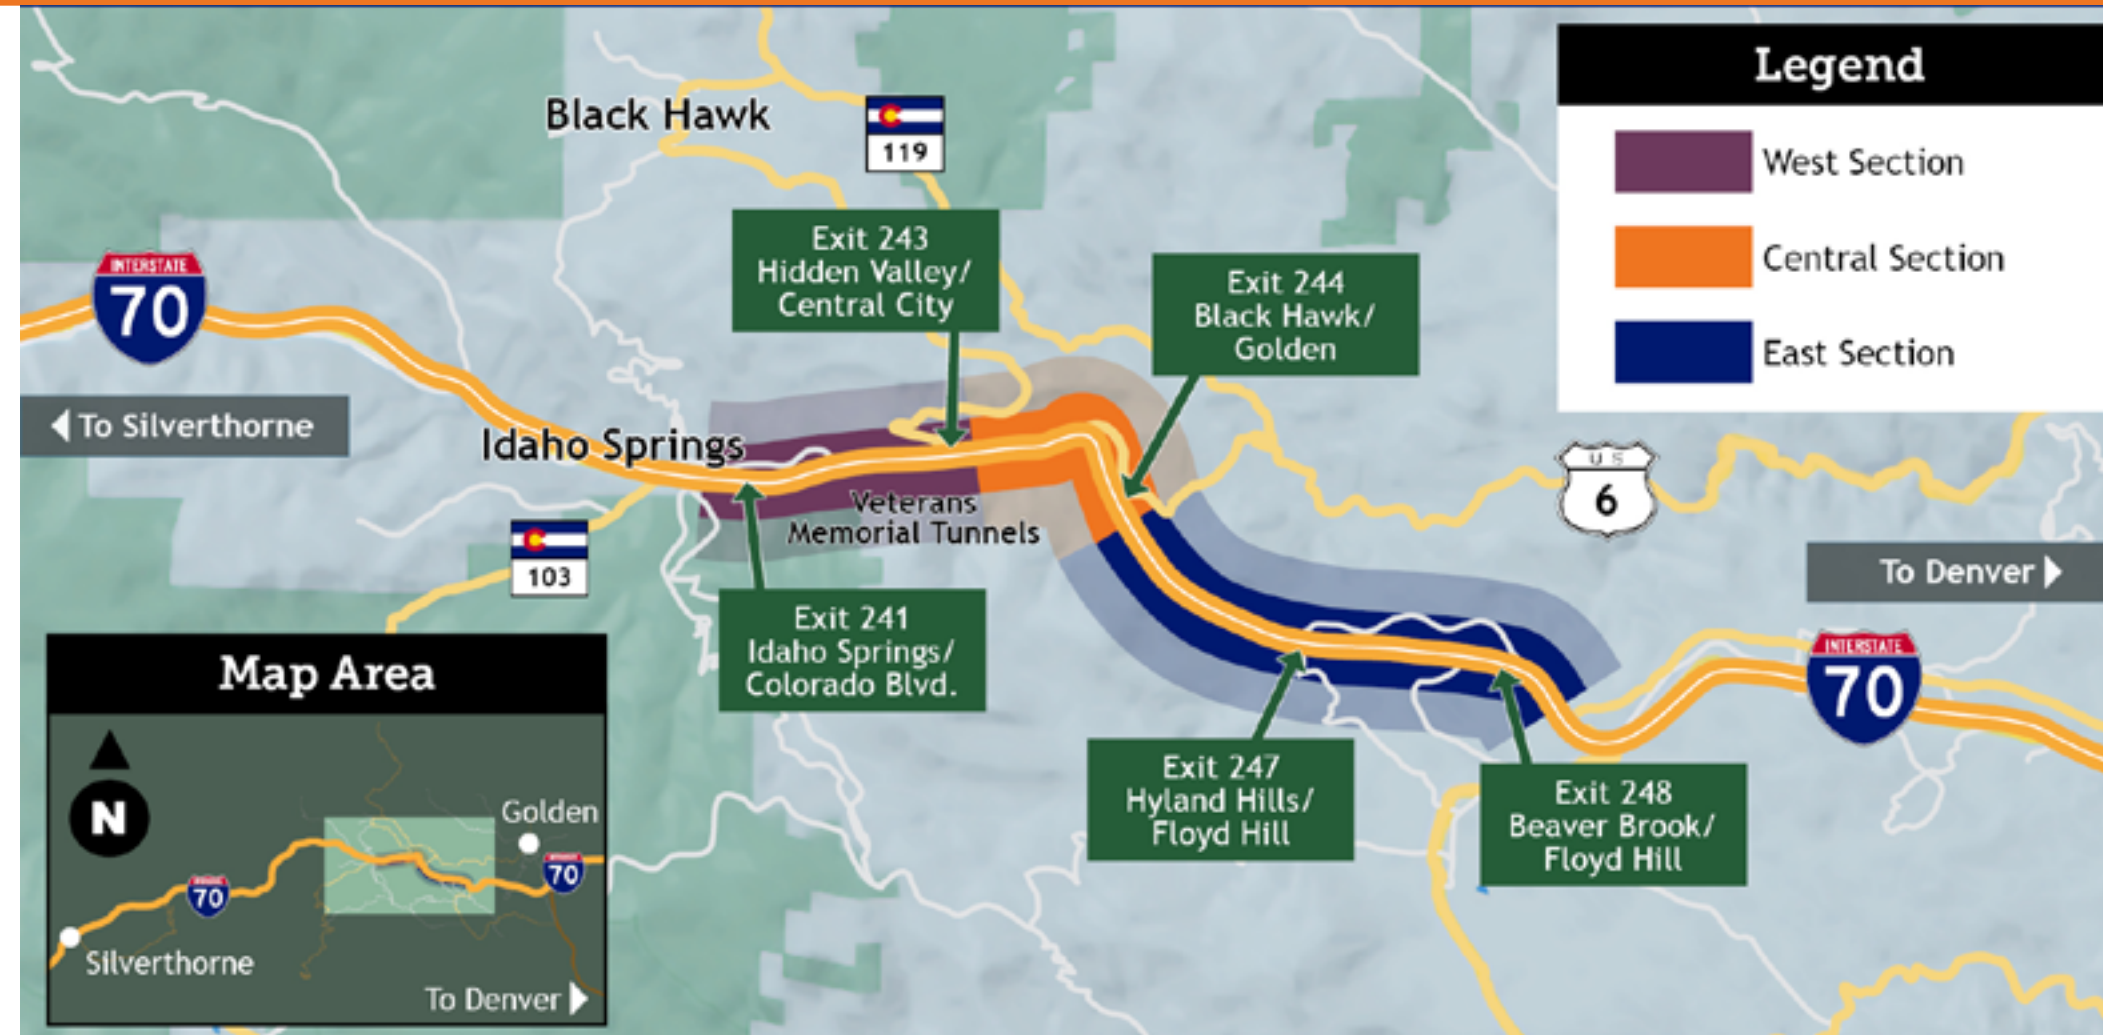 Legend
West Section
Central Section
East Section
Black Hawk
119
Exit 243
Hidden Valley/
Central City
Exit 244
Black Hawk/
Golden
INTERSTATE
70
To Silverthorne
Idaho Springs
Veterans
Memorial Tunnels
US
6
To Denver
103
Exit 241
Idaho Springs/
Colorado Blvd.
INTERSTATE
70
Exit 247
Hyland Hills/
Floyd Hill
Exit 248
Beaver Brook/
Floyd Hill
Map Area
N
Golden
70
70
Silverthorne
To Denver